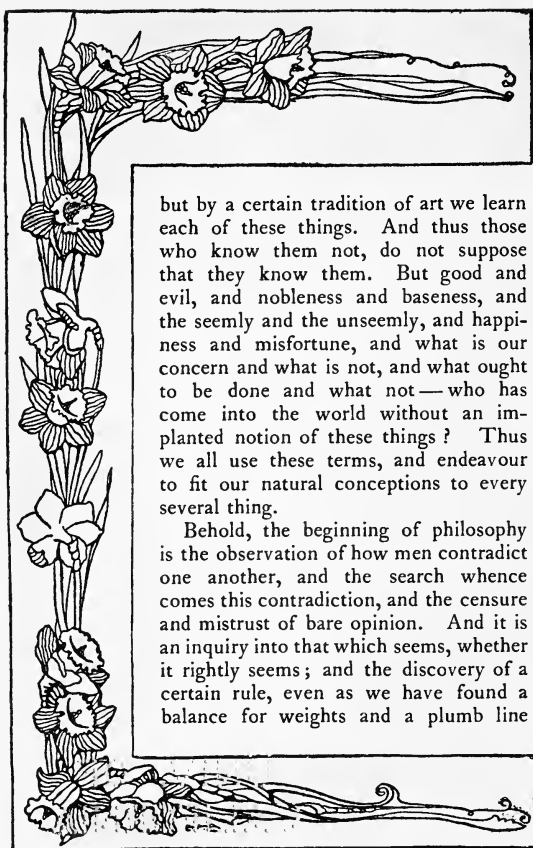 but by a certain tradition of art we learn
each of these things. And thus those
who know them not, do not suppose
that they know them. But good and
evil, and nobleness and baseness, and
the seemly and the unseemly, and happi-
ness and misfortune, and what is our
concern and what is not, and what ought
to be done and what not—who has
come into the world without an im-
planted notion of these things? Thus
we all use these terms, and endeavour
to fit our natural conceptions to every
several thing.
Behold, the beginning of philosophy
is the observation of how men contradict
one another, and the search whence
comes this contradiction, and the censure
and mistrust of bare opinion. And it is
an inquiry into that which seems, whether
it rightly seems; and the discovery of a
certain rule, even as we have found a
balance for weights and a plumb line